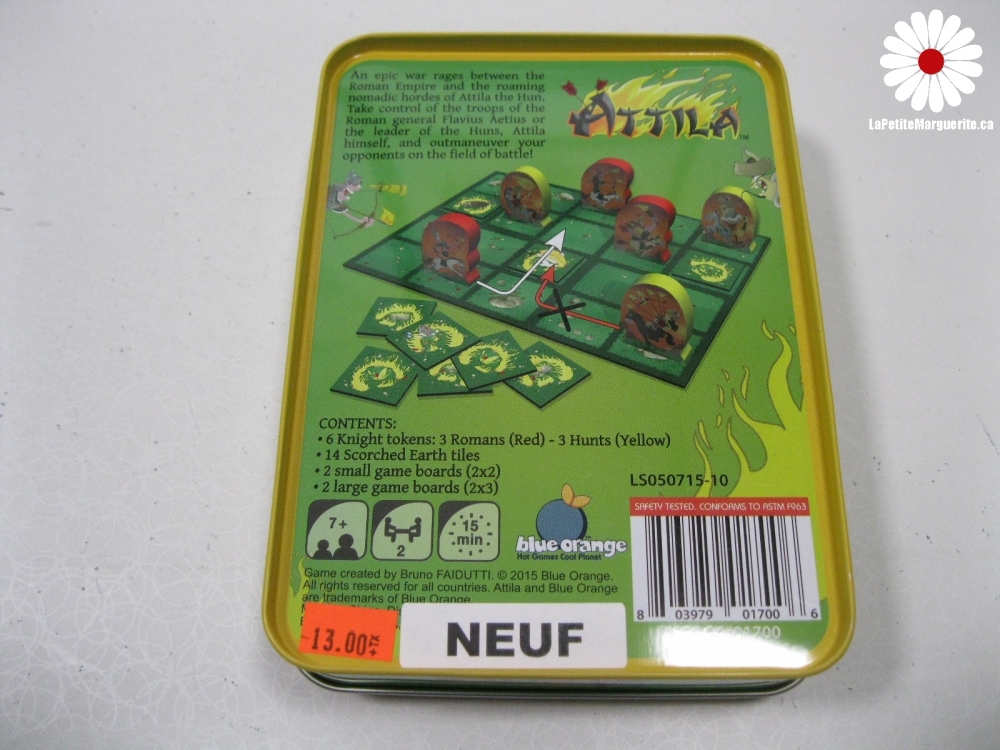 LaPetiteMarguerite.ca
An epic war rages between the
Roman Empire and the roaming
nomadic hordes of Attila the Hun.
Take control of the troops of the
Roman general Flavius Aetius or
the leader of the Huns, Attila
himself, and outmaneuver your
opponents on the field of battle!
ATTILA™
CONTENTS:
• 6 Knight tokens: 3 Romans (Red) - 3 Hunts (Yellow)
• 14 Scorched Earth tiles
• 2 small game boards (2x2)
• 2 large game boards (2x3)
LS050715-10
SAFETY TESTED. CONFORMS TO ASTM F963
7+
2
15
min
blue orange
Hot Games Cool Planet
Game created by Bruno FAIDUTTI. © 2015 Blue Orange.
All rights reserved for all countries. Attila and Blue Orange
are trademarks of Blue Orange.
8 03979 01700 6
01700
13.00+TX
NEUF